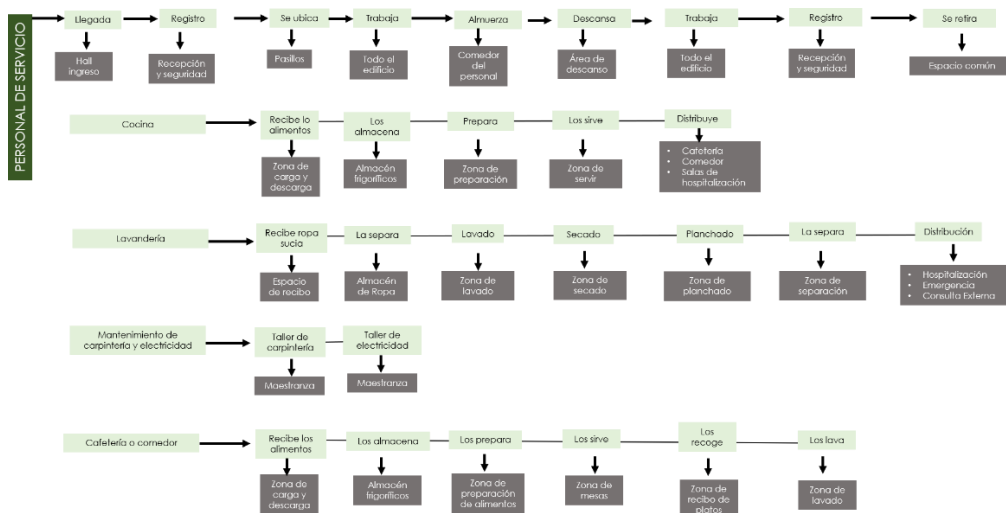 PERSONAL DE SERVICIO
Llegada
Registro
Se ubica
Trabaja
Almuerza
Descansa
Trabaja
Registro
Se retira
Hall
ingreso
Recepción
y seguridad
Pasillos
Todo el
edificio
Comedor
del
personal
Área de
descanso
Todo el
edificio
Recepción
y seguridad
Espacio común
Cocina
Recibe lo
alimentos
Los
almacena
Prepara
Los sirve
Distribuye
Zona de
carga y
descarga
Almacén
frigoríficos
Zona de
preparación
Zona de
servir
• Cafetería
• Comedor
• Salas de
hospitalización
Lavandería
Recibe ropa
sucia
La separa
Lavado
Secado
Planchado
La separa
Distribución
Espacio
de recibo
Almacén
de Ropa
Zona de
lavado
Zona de
secado
Zona de
planchado
Zona de
separación
• Hospitalización
• Emergencia
• Consulta Externa
Mantenimiento de
carpintería y electricidad
Taller de
carpintería
Taller de
electricidad
Maestranza
Maestranza
Cafetería o comedor
Recibe los
alimentos
Los almacena
Los prepara
Los sirve
Los
recoge
Los lava
Zona de
carga y
descarga
Almacén
frigoríficos
Zona de
preparación
de alimentos
Zona de
mesas
Zona de
recibo de
platos
Zona de
lavado